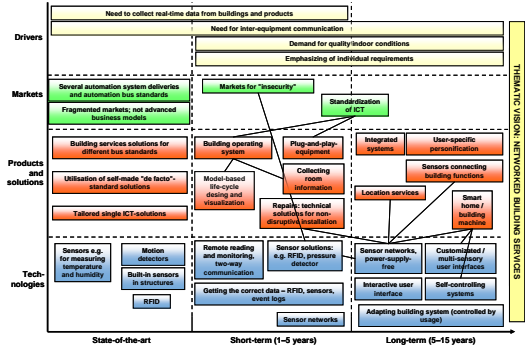 Need to collect real-time data from buildings and products
Need for inter-equipment communication
Drivers
Demand for quality indoor conditions
Emphasizing of individual requirements
Markets
Several automation system deliveries
and automation bus standards
Fragmented markets; not advanced
business models
Markets for "insecurity"
Standardization
of ICT
Products
and
solutions
Building services solutions for
different bus standards
Utilisation of self-made "de facto"-
standard solutions
Tailored single ICT-solutions
Building operating
system
Plug-and-play-
equipment
Model-based
life-cycle
desing and
visualization
Collecting
room
information
Repairs: technical
solutions for non-
disruptive installation
Integrated
systems
User-specific
personification
Sensors connecting
building functions
Location services
Smart
home /
building
machine
Tech-
nologies
Sensors e.g.
for measuring
temperature
and humidity
Motion
detectors
Built-in sensors
in structures
RFID
Remote reading
and monitoring,
two-way
communication
Sensor solutions:
e.g. RFID, pressure
detector
Getting the correct data – RFID, sensors,
event logs
Sensor networks
Sensor networks,
power-supply-
free
Customized /
multi-sensory
user interfaces
Interactive user
interface
Self-controlling
systems
Adapting building system (controlled by
usage)
State-of-the-art
Short-term (1–5 years)
Long-term (5–15 years)
THEMATIC VISION: NETWORKED BUILDING SERVICES